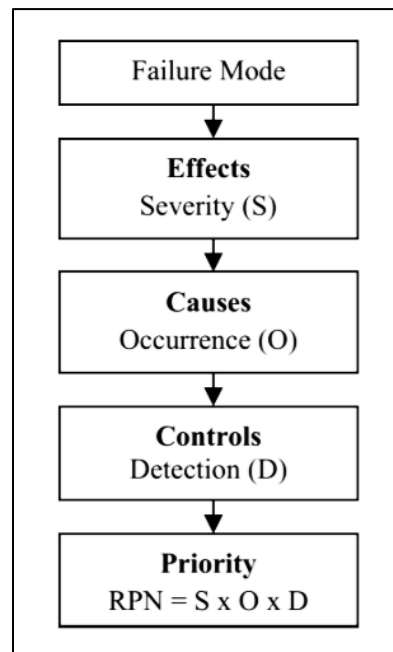 Failure Mode
Effects
Severity (S)
Causes
Occurrence (O)
Controls
Detection (D)
Priority
RPN = S x O x D